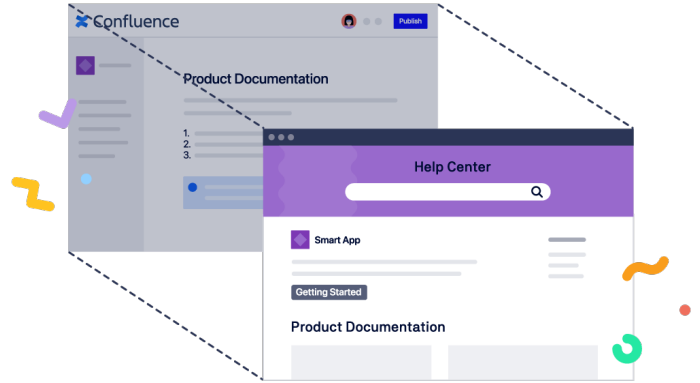 Confluence
Publish
Product Documentation
1.
2.
3.
Help Center
Smart App
Getting Started
Product Documentation